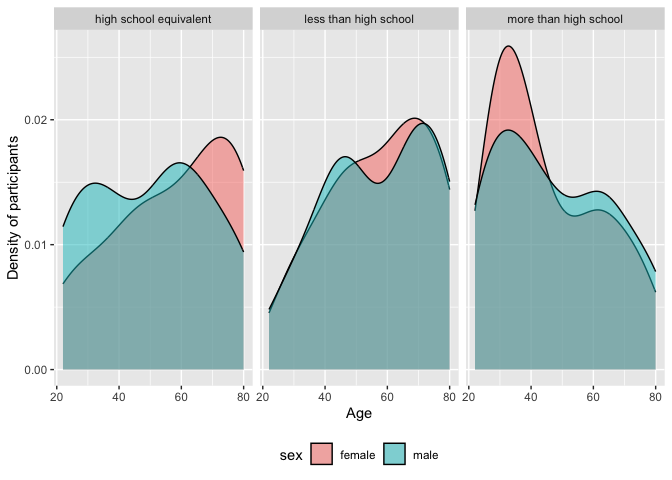 high school equivalent less than high school more than high school
0.02
0.01
0.00
Density of participants
20 40 60 80 20 40 60 80 20 40 60 80
Age
sex female male